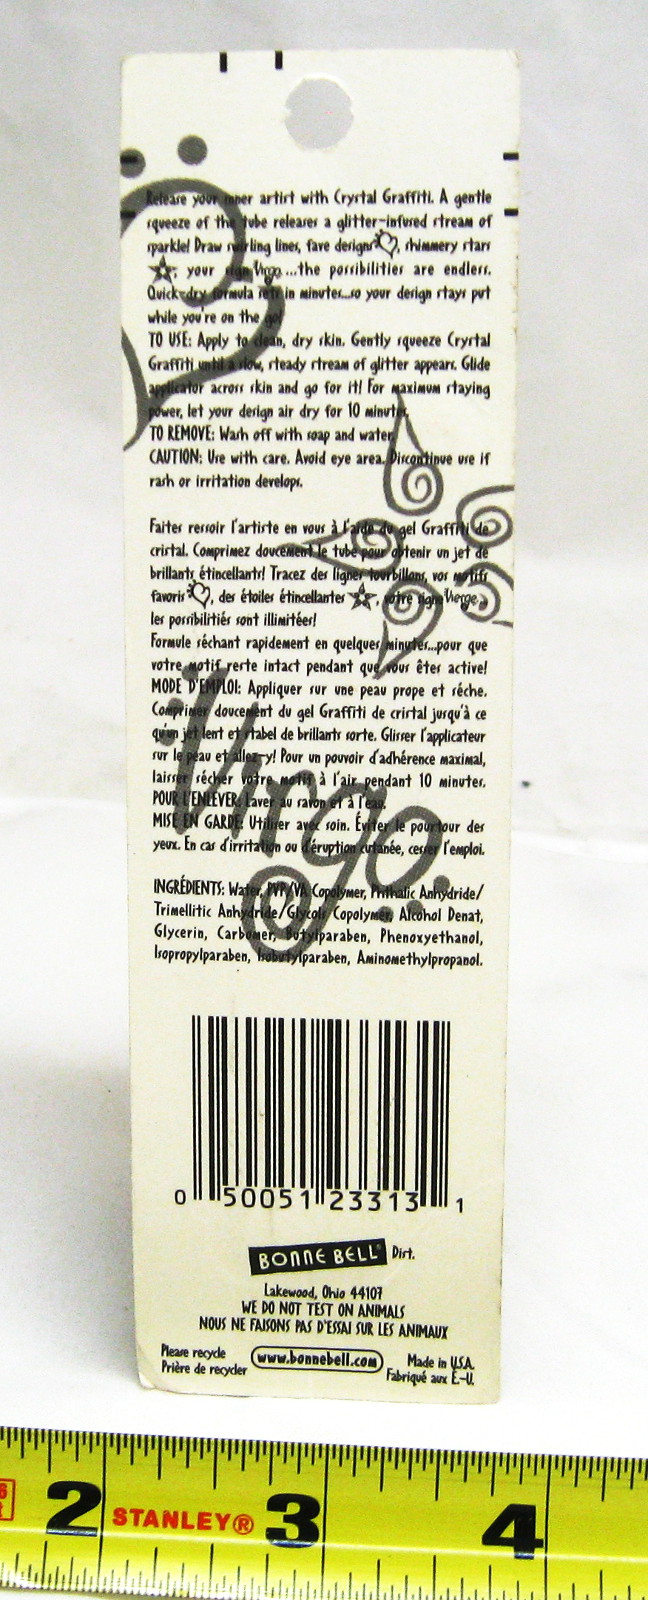 Release your inner artist with Crystal Graffiti. A gentle
squeeze of the tube releases a glitter-infused stream of
sparkle! Draw swirling lines, fave designs, shimmery stars
, your sign Virgo...the possibilities are endless.
Quick-dry formula sets in minutes...so your design stays put
while you're on the go!
TO USE: Apply to clean, dry skin. Gently squeeze Crystal
Graffiti until a slow, steady stream of glitter appears. Glide
applicator across skin and go for it! For maximum staying
power, let your design air dry for 10 minutes.
TO REMOVE: Wash off with soap and water.
CAUTION: Use with care. Avoid eye area. Discontinue use if
rash or irritation develops.
Faites ressoir l'artiste en vous à l'aide du gel Graffiti de
cristal. Comprimez doucement le tube pour obtenir un jet de
brillants étincellants! Tracez des lignes tourbillons, vos motifs
favoris, des étoiles étincellantes, votre signe Vierge...
les possibilitiés sont illimitées!
Formule séchant rapidement en quelques minutes...pour que
votre motif reste intact pendant que vous êtes active!
MODE D'EMPLOI: Appliquer sur une peau prope et séche.
Comprimer doucement du gel Graffiti de cristal jusqu'à ce
qu'un jet lent et stabel de brillants sorte. Glisser l'applicateur
sur le peau et allez-y! Pour un pouvoir d'adhérence maximal,
laisser sécher votre motif à l'air pendant 10 minutes.
POUR L'ENLEVER: Laver au savon et à l'eau.
MISE EN GARDE: Utiliser avec soin. Éviter le pourtour des
yeux. En cas d'irritation ou d'éruption cutanée, cesser l'emploi.
Virgo
INGRÉDIENTS: Water, PVP/VA Copolymer, Phthalic Anhydride/
Trimellitic Anhydride/Glycols Copolymer, Alcohol Denat,
Glycerin, Carbomer, Butylparaben, Phenoxyethanol,
Isopropylparaben, Isobutylparaben, Aminomethylpropanol.
0 50051 23313 1
BONNE BELL® Dist.
Lakewood, Ohio 44107
WE DO NOT TEST ON ANIMALS
NOUS NE FAISONS PAS D'ESSAI SUR LES ANIMAUX
Please recycle
Prière de recycler
www.bonnebell.com
Made in U.S.A.
Fabriqué aux É.-U.
2 STANLEY® 3 4